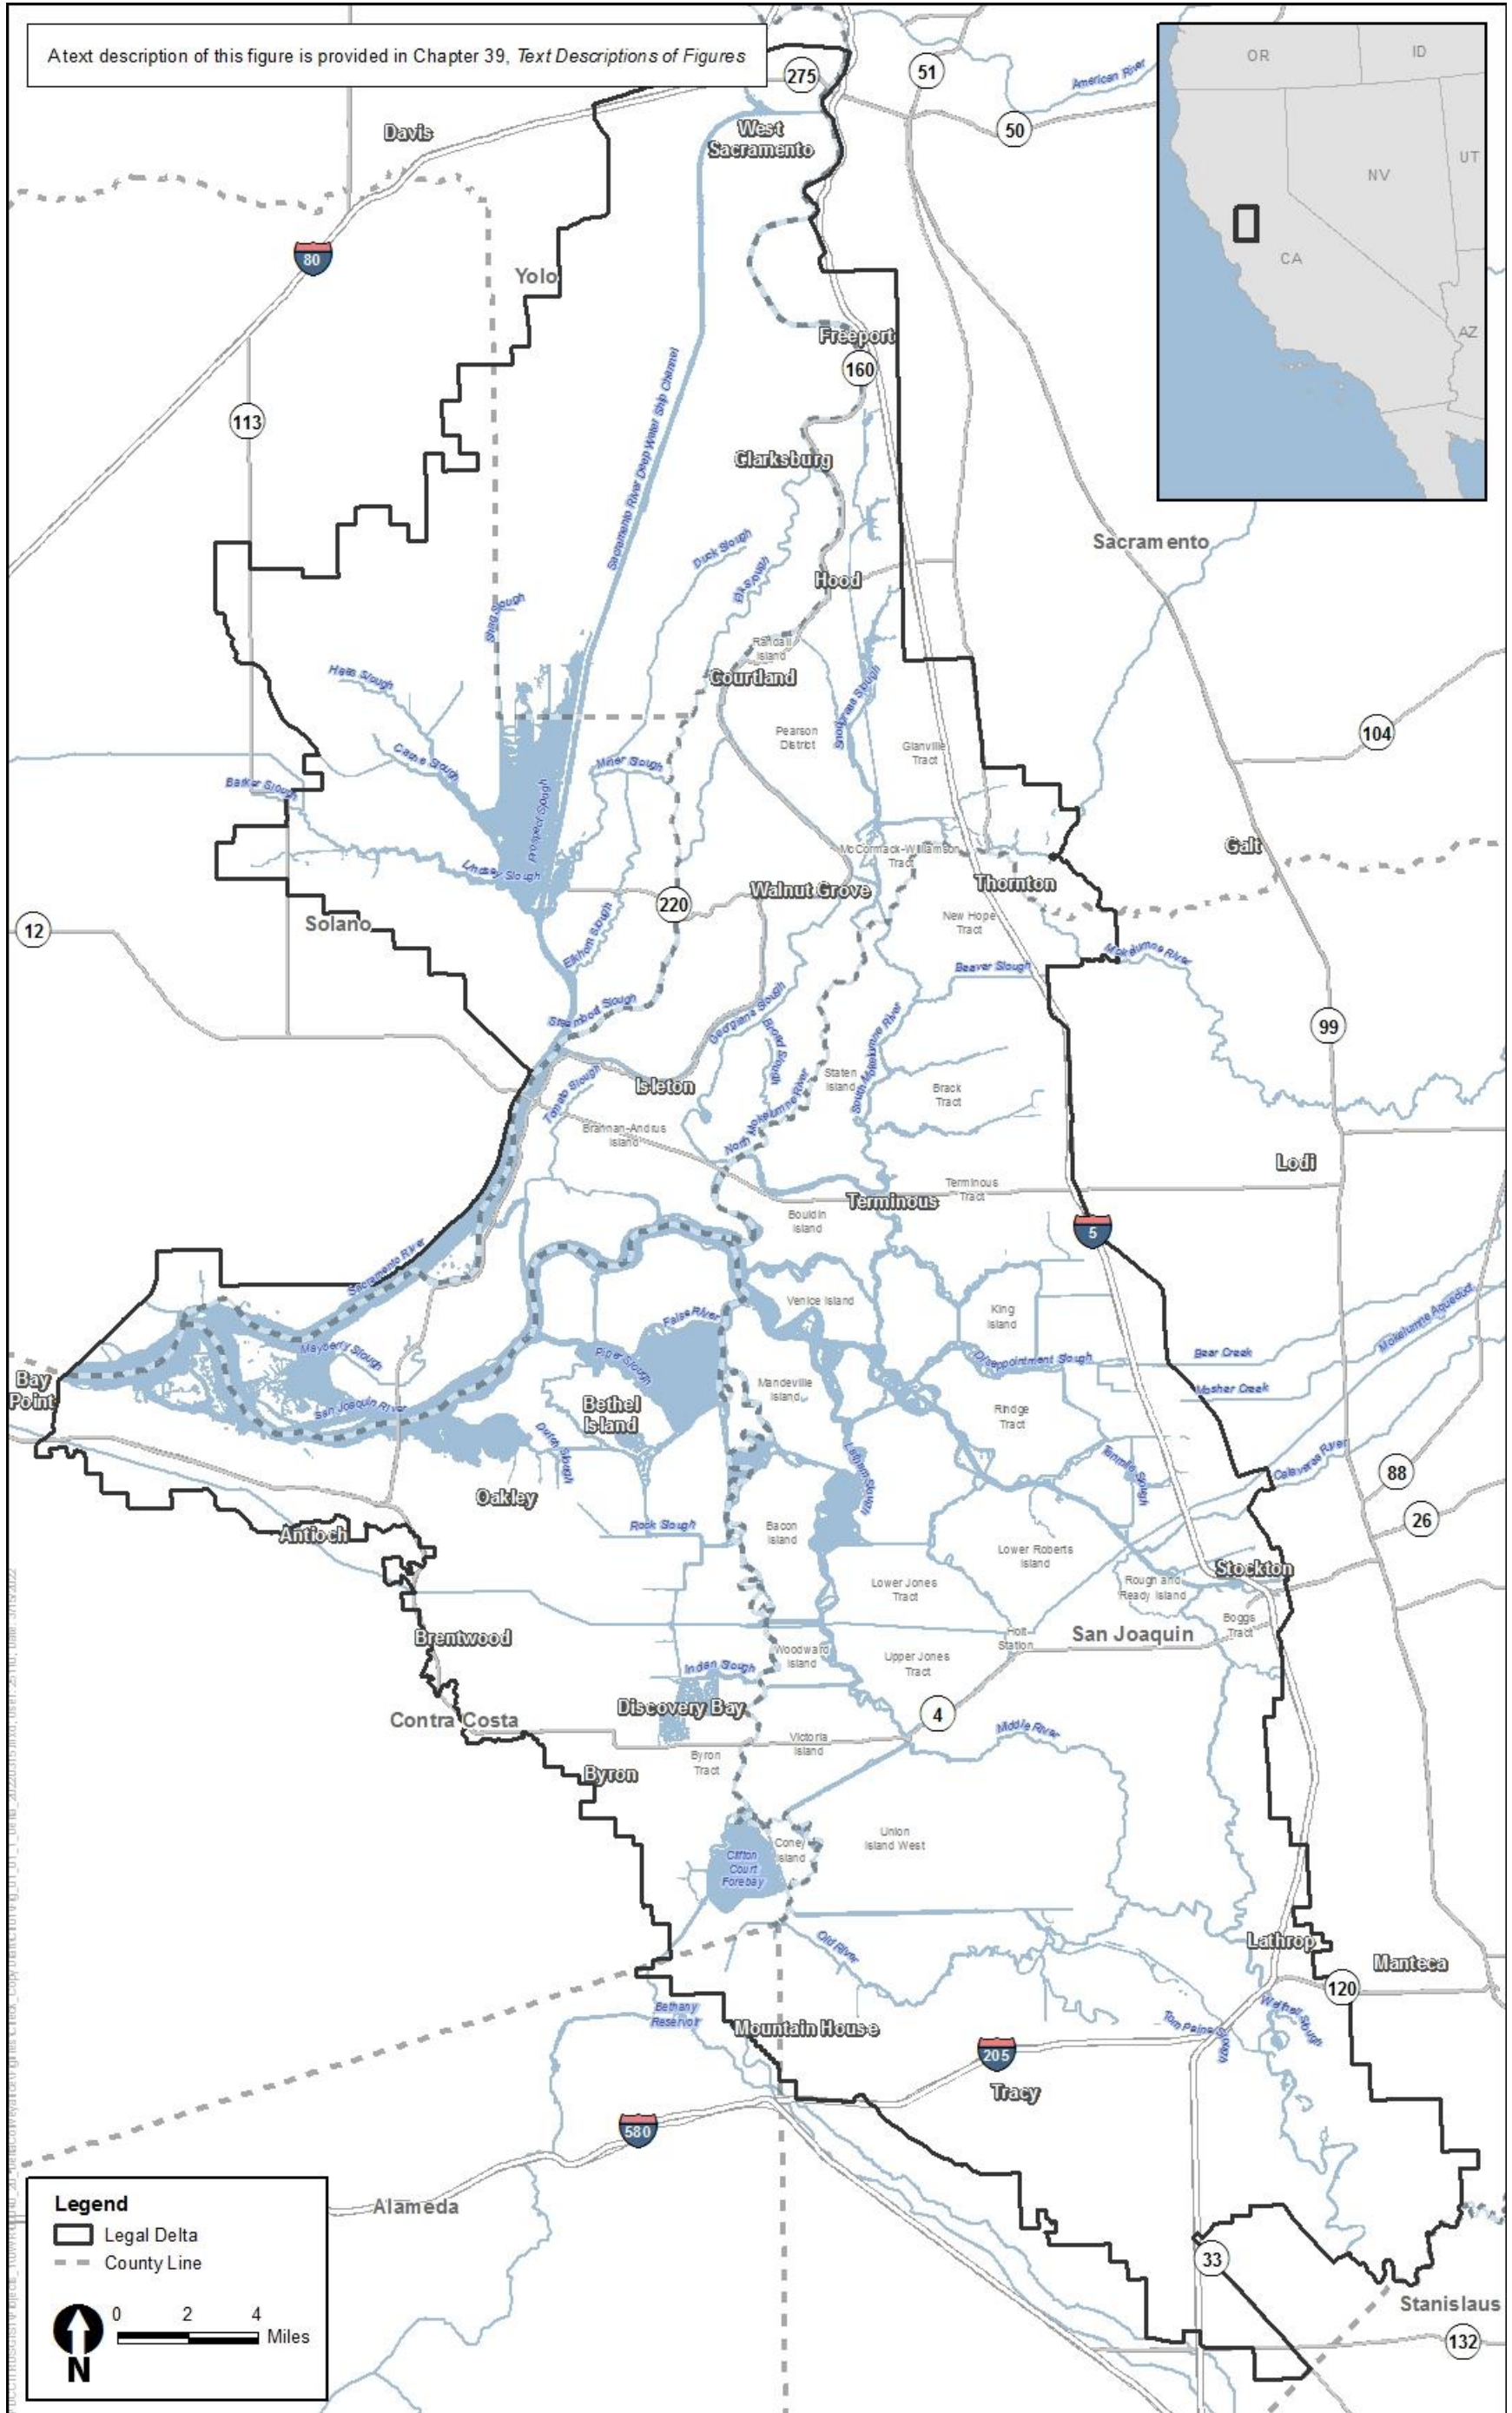 A text description of this figure is provided in Chapter 39, Text Descriptions of Figures
275
51
American River
50
OR
ID
NV
UT
CA
AZ
Davis
West
Sacramento
80
Yolo
Freeport
160
113
Sacramento River Deep Water Ship Channel
Clarksburg
Sacramento
Duck Slough
Elk Slough
Hood
Shag Slough
Randall
Island
Courtland
Hass Slough
Snodgrass Slough
Pearson
District
Glanville
Tract
104
Cache Slough
Miner Slough
Barker Slough
Prospect Slough
Galt
McCormack-Williamson
Tract
Lindsey Slough
Walnut Grove
Thornton
220
Solano
12
New Hope
Tract
Elkhorn Slough
Mokelumne River
Beaver Slough
Steamboat Slough
Georgiana Slough
Broad Slough
99
South Mokelumne River
Staten
Island
Isleton
Tomato Slough
Brack
Tract
North Mokelumne River
Brannan-Andrus
Island
Lodi
Terminous
Tract
Terminous
Bouldin
Island
5
Sacramento River
Venice Island
King
Island
False River
Mokelumne Aqueduct
Mayberry Slough
Piper Slough
Disappointment Slough
Bear Creek
Bay
Point
Mandeville
Island
Mosher Creek
San Joaquin River
Bethel
Island
Rindge
Tract
Dutch Slough
Latham Slough
Tenmile Slough
Calaveras River
88
Oakley
26
Antioch
Rock Slough
Bacon
Island
Lower Roberts
Island
Stockton
Lower Jones
Tract
Rough and
Ready Island
Boggs
Tract
Brentwood
Holt
Station
San Joaquin
Woodward
Island
Upper Jones
Tract
Indian Slough
Discovery Bay
4
Contra Costa
Middle River
Victoria
Island
Byron
Tract
Byron
Union
Island West
Coney
Island
Clifton
Court
Forebay
Old River
Lathrop
Manteca
120
Bethany
Reservoir
Mountain House
Walthall Slough
Tom Paine Slough
205
Tracy
580
Alameda
33
Stanislaus
132
Legend
Legal Delta
County Line
0 2 4
Miles
N